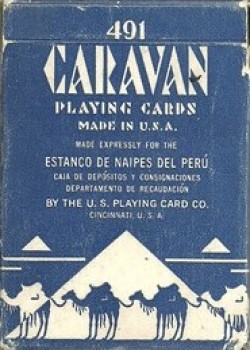 491
CARAVAN
PLAYING CARDS
MADE IN U.S.A.
MADE EXPRESSLY FOR THE
ESTANCO DE NAIPES DEL PERÚ
CAJA DE DEPÓSITOS Y CONSIGNACIONES
DEPARTAMENTO DE RECAUDACIÓN
BY THE U. S. PLAYING CARD CO.
CINCINNATI, U. S. A.